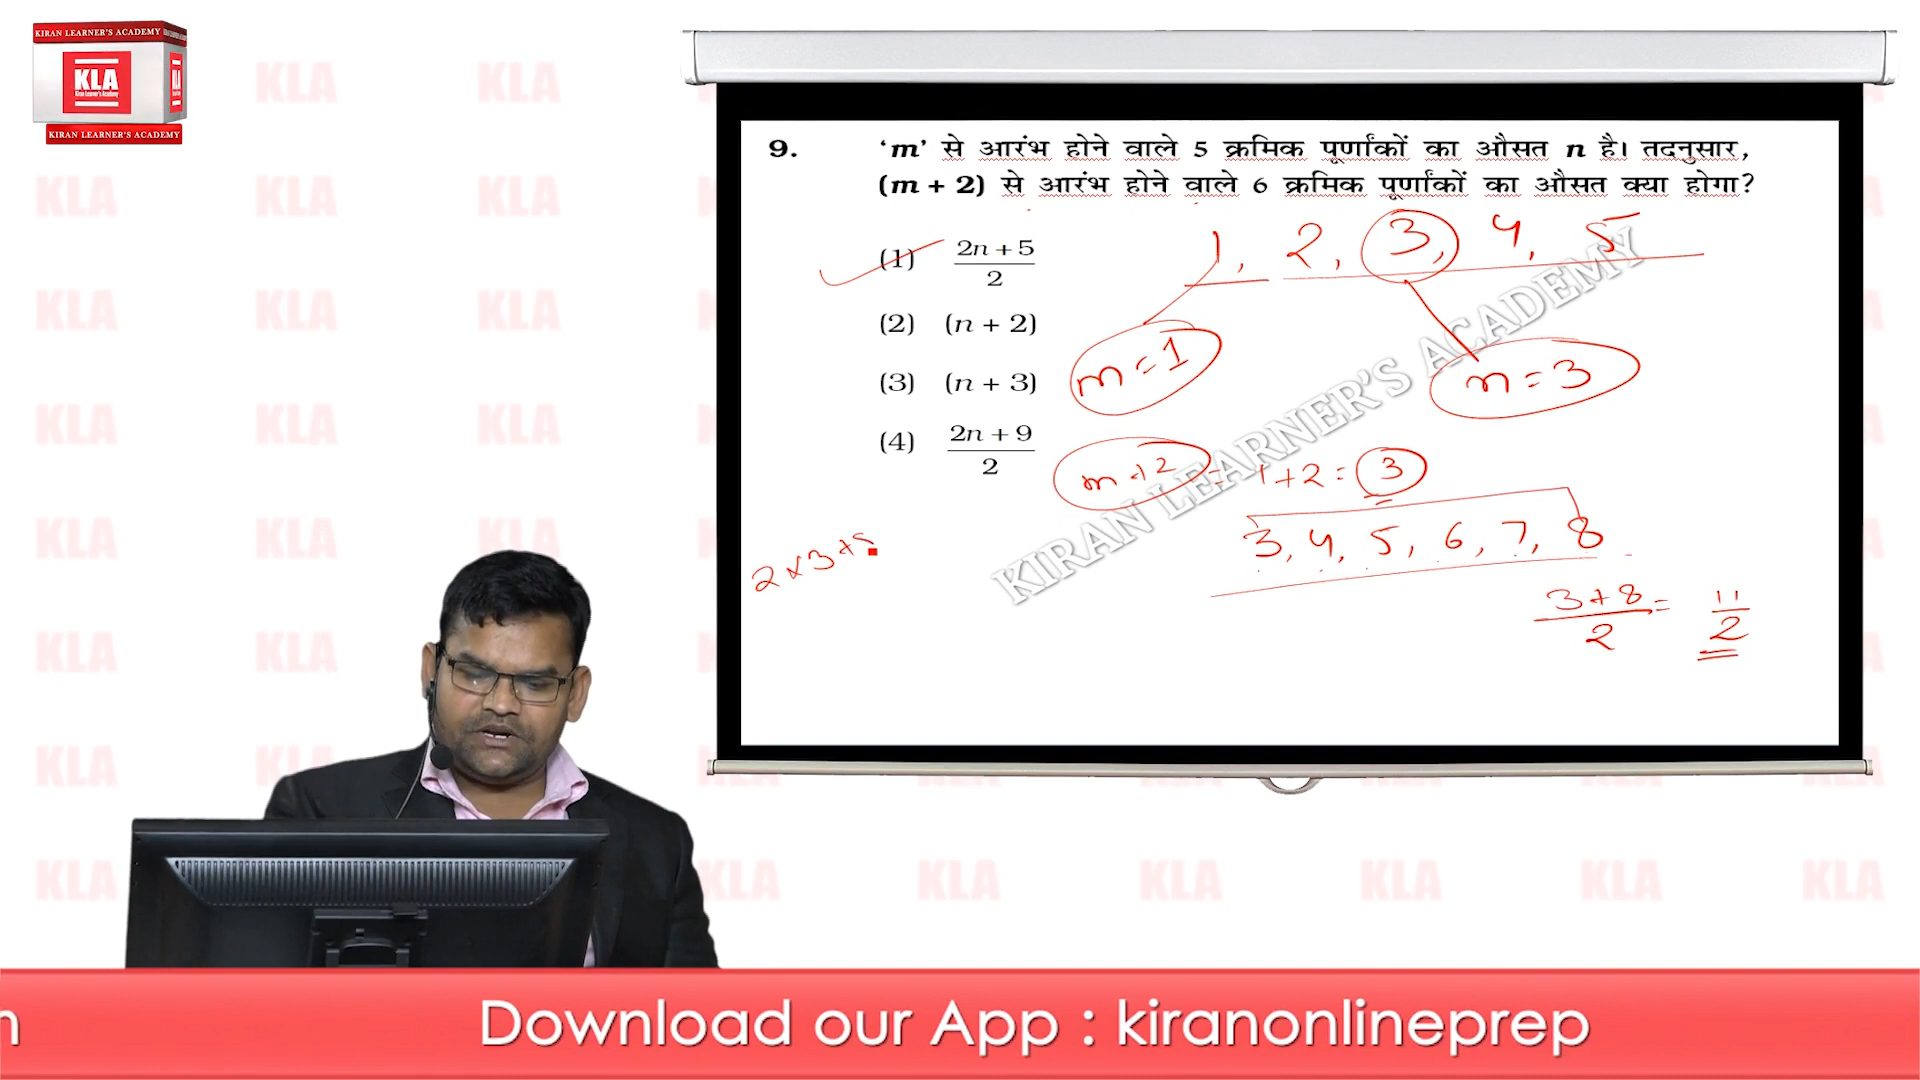 KIRAN LEARNER'S ACADEMY
KLA
Kiran Learner's Academy
KIRAN LEARNER'S ACADEMY
9. 'm' से आरंभ होने वाले 5 क्रमिक पूर्णांकों का औसत n है। तदनुसार,
(m + 2) से आरंभ होने वाले 6 क्रमिक पूर्णांकों का औसत क्या होगा?
(1) 2n + 5
2
(2) (n + 2)
(3) (n + 3)
(4) 2n + 9
2
1, 2, 3, 4, 5
m = 1
n = 3
m + 2 = 1 + 2 = 3
3, 4, 5, 6, 7, 8
3 + 8 = 11
2 2
2 × 3 + 5
KIRAN LEARNER'S ACADEMY
Download our App : kiranonlineprep